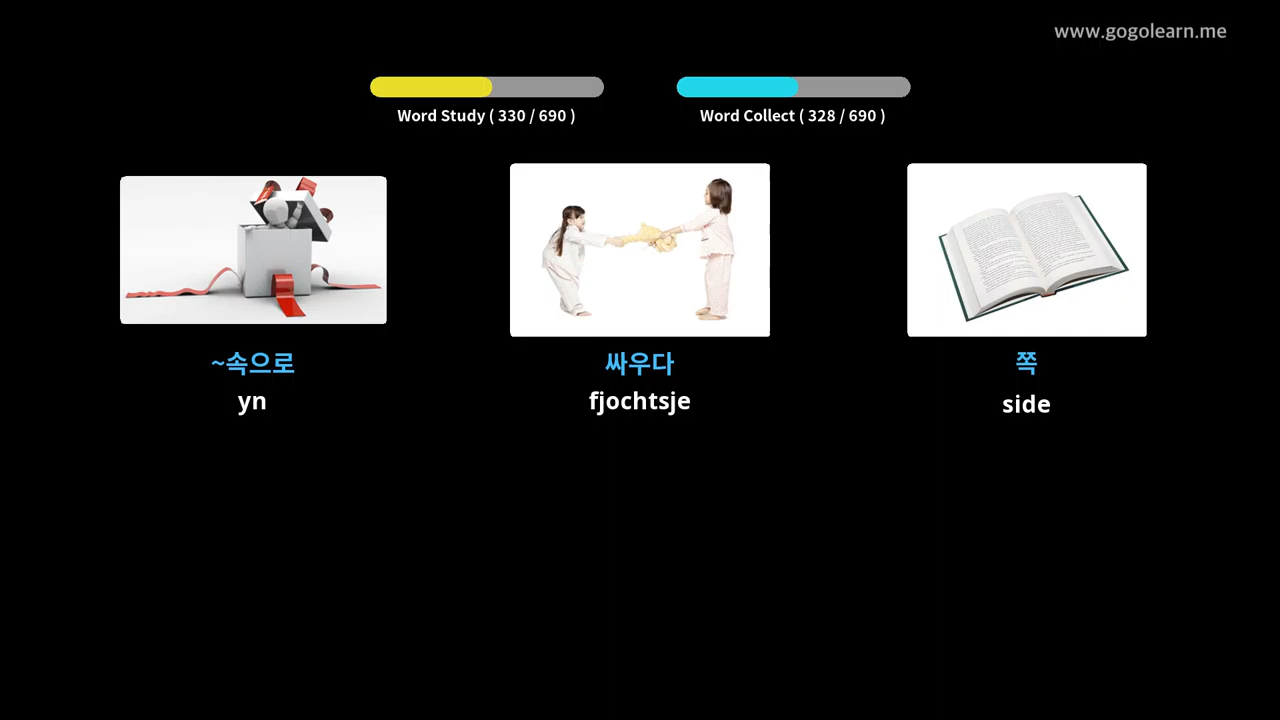 www.gogolearn.me
Word Study ( 330 / 690 )
Word Collect ( 328 / 690 )
~속으로
yn
싸우다
fjochtsje
쪽
side